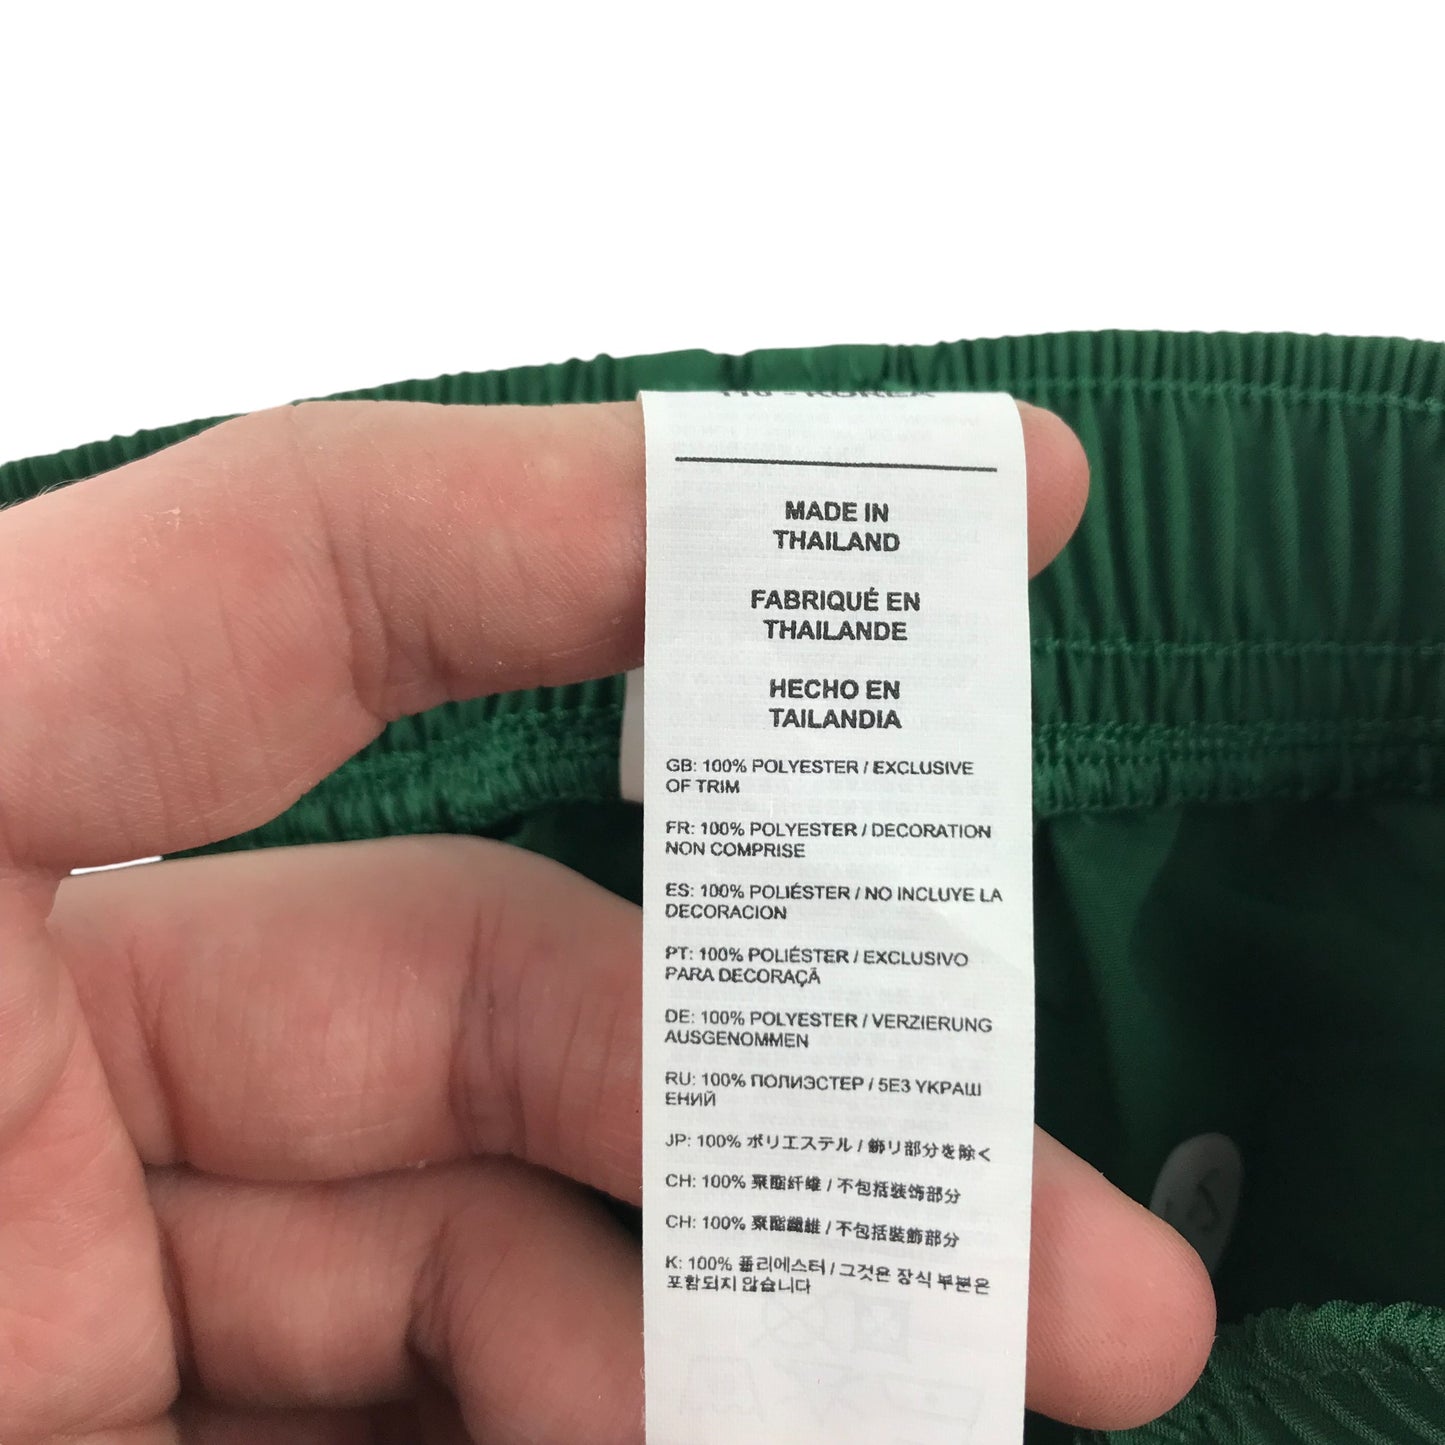 110 - KOREA
MADE IN
THAILAND
FABRIQUÉ EN
THAILANDE
HECHO EN
TAILANDIA
GB: 100% POLYESTER / EXCLUSIVE
OF TRIM
FR: 100% POLYESTER / DECORATION
NON COMPRISE
ES: 100% POLIÉSTER / NO INCLUYE LA
DECORACION
PT: 100% POLIÉSTER / EXCLUSIVO
PARA DECORAÇÃ
DE: 100% POLYESTER / VERZIERUNG
AUSGENOMMEN
RU: 100% ПОЛИЭСТЕР / 5E3 УКРАШ
ЕНИЙ
JP: 100% ポリエステル / 飾リ部分を除く
CH: 100% 聚酯纤维 / 不包括装饰部分
CH: 100% 聚酯纖維 / 不包括裝飾部分
K: 100% 폴리에스터 / 그것은 장식 부분은
포함되지 않습니다